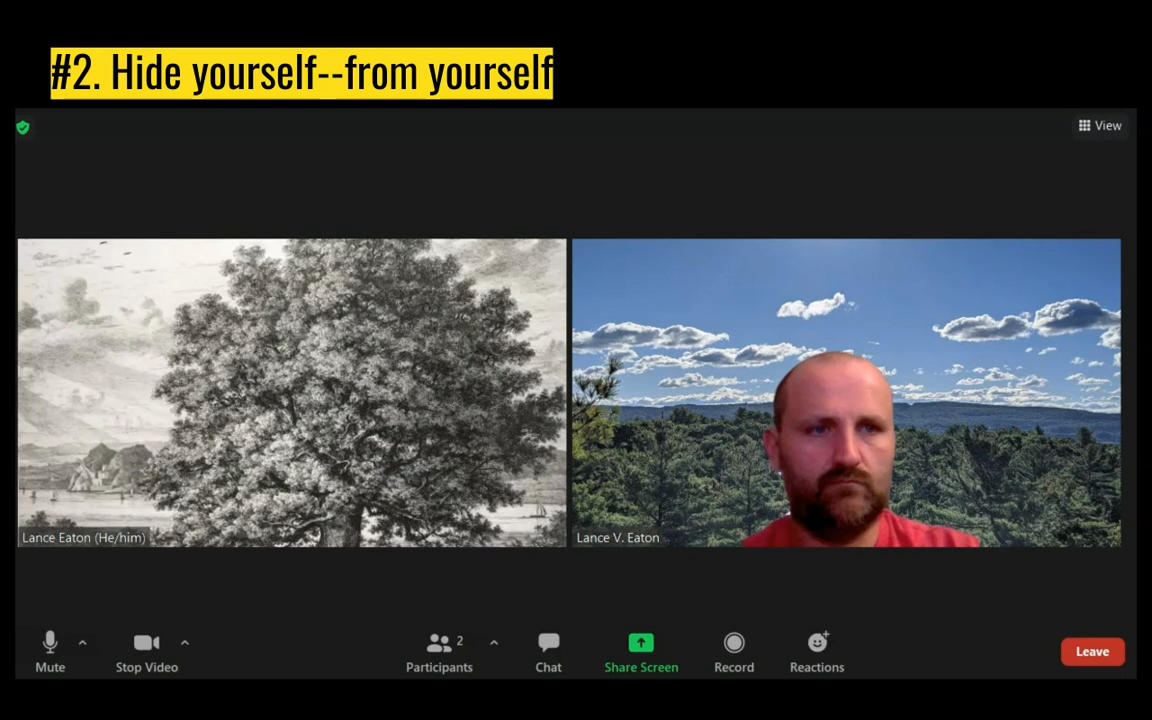 #2. Hide yourself--from yourself
View
Lance Eaton (He/him)
Lance V. Eaton
Mute
Stop Video
Participants
2
Chat
Share Screen
Record
Reactions
Leave